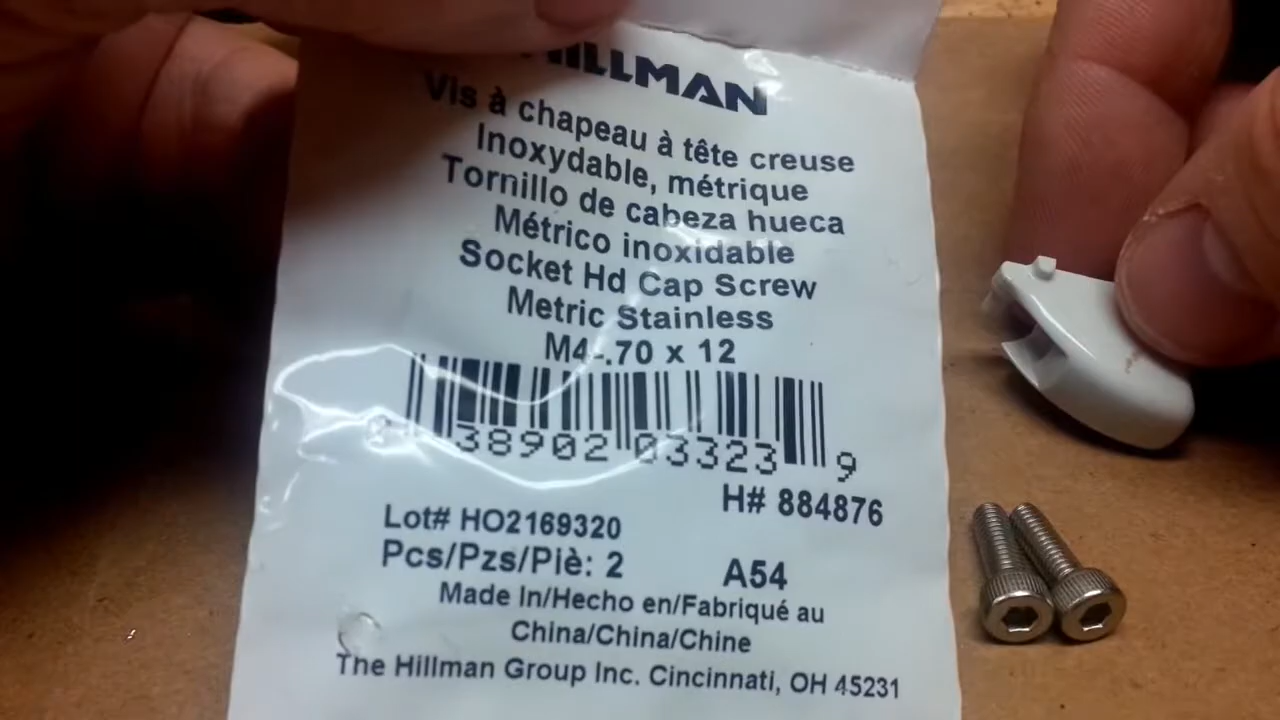 HILLMAN
Vis à chapeau à tête creuse
Inoxydable, métrique
Tornillo de cabeza hueca
Métrico inoxidable
Socket Hd Cap Screw
Metric Stainless
M4-.70 x 12
38902 03323 9
H# 884876
Lot# HO2169320
Pcs/Pzs/Piè: 2 A54
Made In/Hecho en/Fabriqué au
China/China/Chine
The Hillman Group Inc. Cincinnati, OH 45231